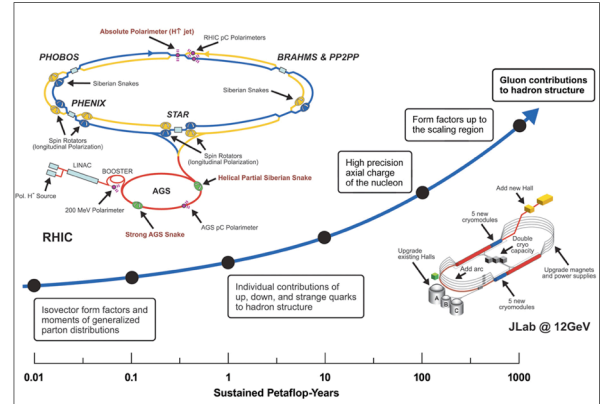 Absolute Polarimeter (H⇑ jet)
RHIC pC Polarimeters
PHOBOS
BRAHMS & PP2PP
Siberian Snakes
Siberian Snakes
PHENIX
STAR
Spin Rotators
(longitudinal Polarization)
Spin Rotators
(longitudinal Polarization)
LINAC
BOOSTER
Pol. H⁻ Source
AGS
Helical Partial Siberian Snake
200 MeV Polarimeter
AGS pC Polarimeter
Strong AGS Snake
RHIC
Gluon contributions
to hadron structure
Form factors up to
the scaling region
High precision
axial charge
of the nucleon
Individual contributions of
up, down, and strange quarks
to hadron structure
Isovector form factors and
moments of generalized
parton distributions
Add new Hall
5 new
cryomodules
Double
cryo
capacity
Upgrade
existing Halls
Add arc
Upgrade magnets
and power supplies
5 new
cryomodules
A
B
C
JLab @ 12GeV
0.01
0.1
1
10
100
1000
Sustained Petaflop-Years